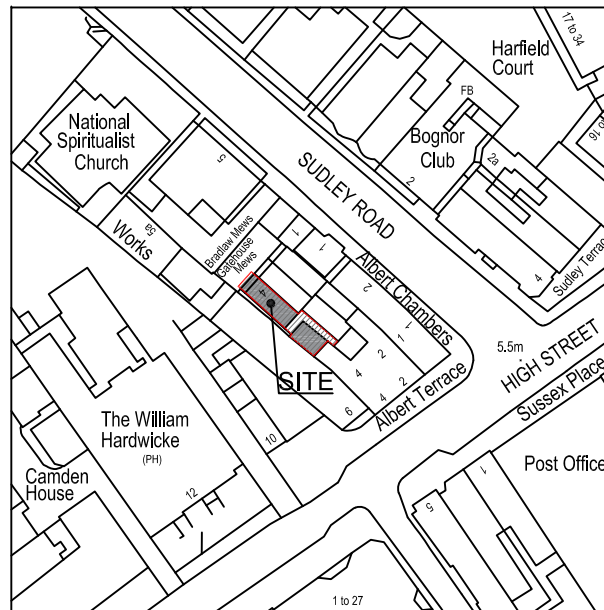 17 to 34
Harfield
Court
FB
National
Spiritualist
Church
Bognor
Club
2a
16
5
SUDLEY ROAD
2
Works
5a
Bradlaw Mews
Gatehouse
Mews
1
1
Albert Chambers
2
4
Sudley Terrace
4
1
1
5.5m
HIGH STREET
SITE
2
4
2
4
6
Albert Terrace
Sussex Place
The William
Hardwicke
(PH)
10
Post Office
1
Camden
House
12
5
1 to 27